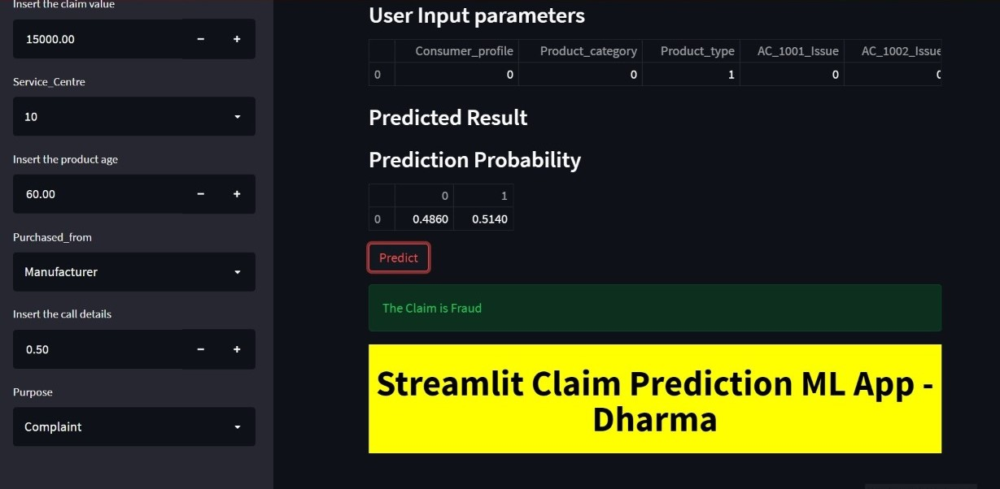 Insert the claim value
15000.00 − +
Service_Centre
10
Insert the product age
60.00 − +
Purchased_from
Manufacturer
Insert the call details
0.50 − +
Purpose
Complaint
User Input parameters
Consumer_profile Product_category Product_type AC_1001_Issue AC_1002_Issue
0 0 0 1 0 0
Predicted Result
Prediction Probability
0 1
0 0.4860 0.5140
Predict
The Claim is Fraud
Streamlit Claim Prediction ML App -
Dharma